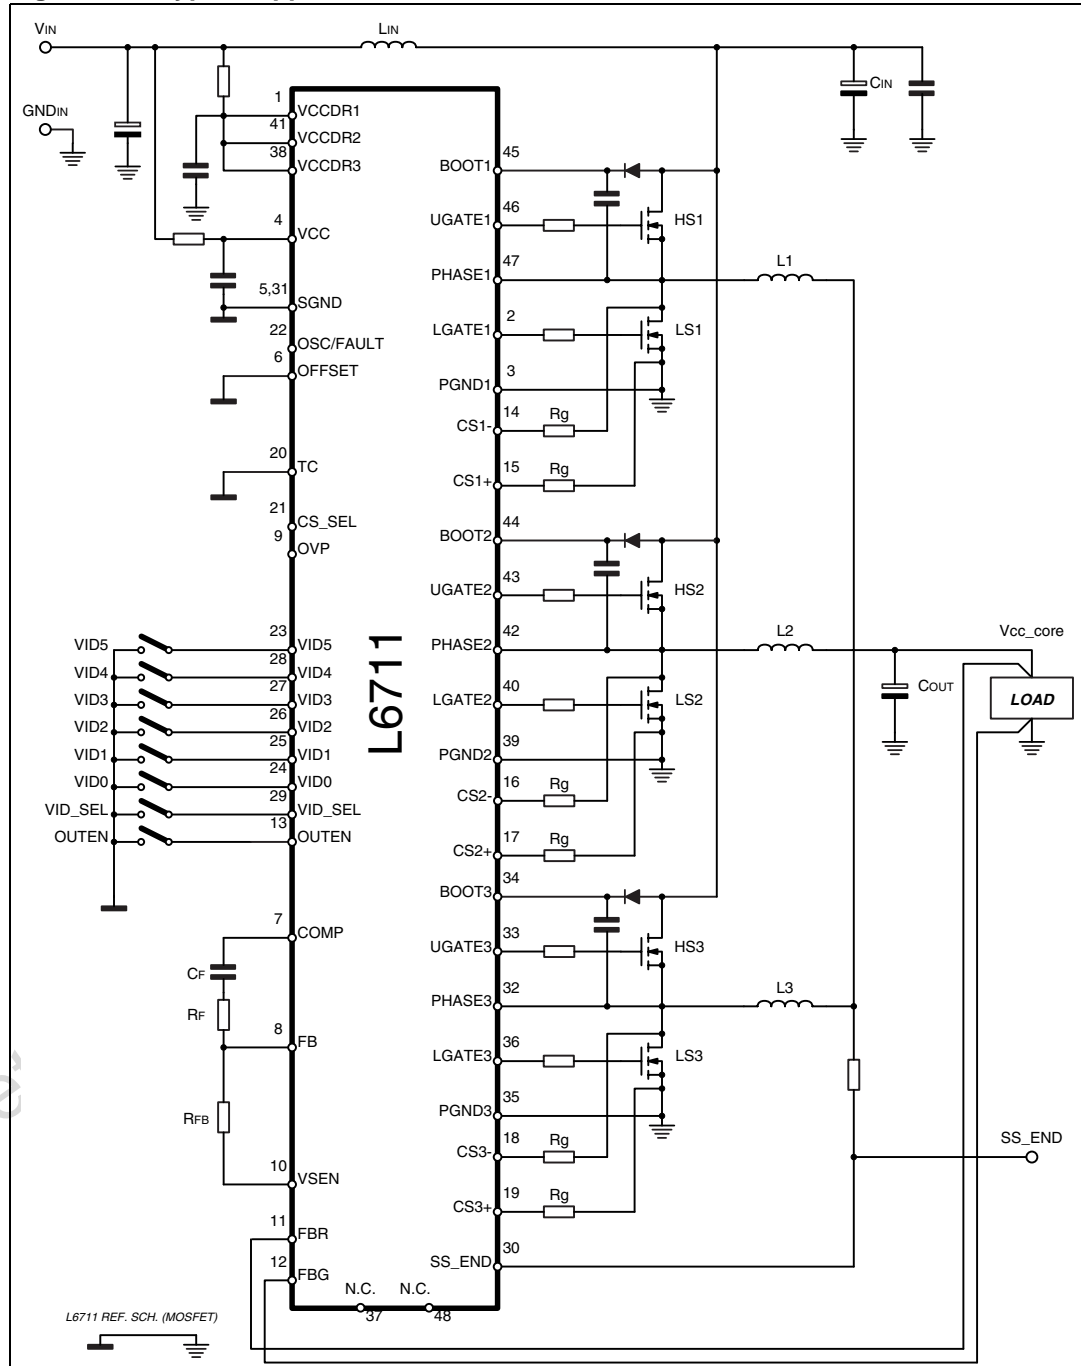 VIN
LIN
CIN
GNDIN
1
VCCDR1
41
VCCDR2
38
VCCDR3
4
VCC
5,31
SGND
22
OSC/FAULT
6
OFFSET
20
TC
21
CS_SEL
9
OVP
VID5
23
VID5
VID4
28
VID4
VID3
27
VID3
VID2
26
VID2
VID1
25
VID1
VID0
24
VID0
VID_SEL
29
VID_SEL
OUTEN
13
OUTEN
7
COMP
CF
RF
8
FB
RFB
10
VSEN
11
FBR
12
FBG
L6711
N.C.
37
N.C.
48
BOOT1
45
UGATE1
46
HS1
PHASE1
47
L1
LGATE1
2
LS1
PGND1
3
CS1-
14
Rg
CS1+
15
Rg
BOOT2
44
UGATE2
43
HS2
PHASE2
42
L2
Vcc_core
LGATE2
40
LS2
COUT
LOAD
PGND2
39
CS2-
16
Rg
CS2+
17
Rg
BOOT3
34
UGATE3
33
HS3
PHASE3
32
L3
LGATE3
36
LS3
PGND3
35
CS3-
18
Rg
SS_END
CS3+
19
Rg
SS_END
30
L6711 REF. SCH. (MOSFET)